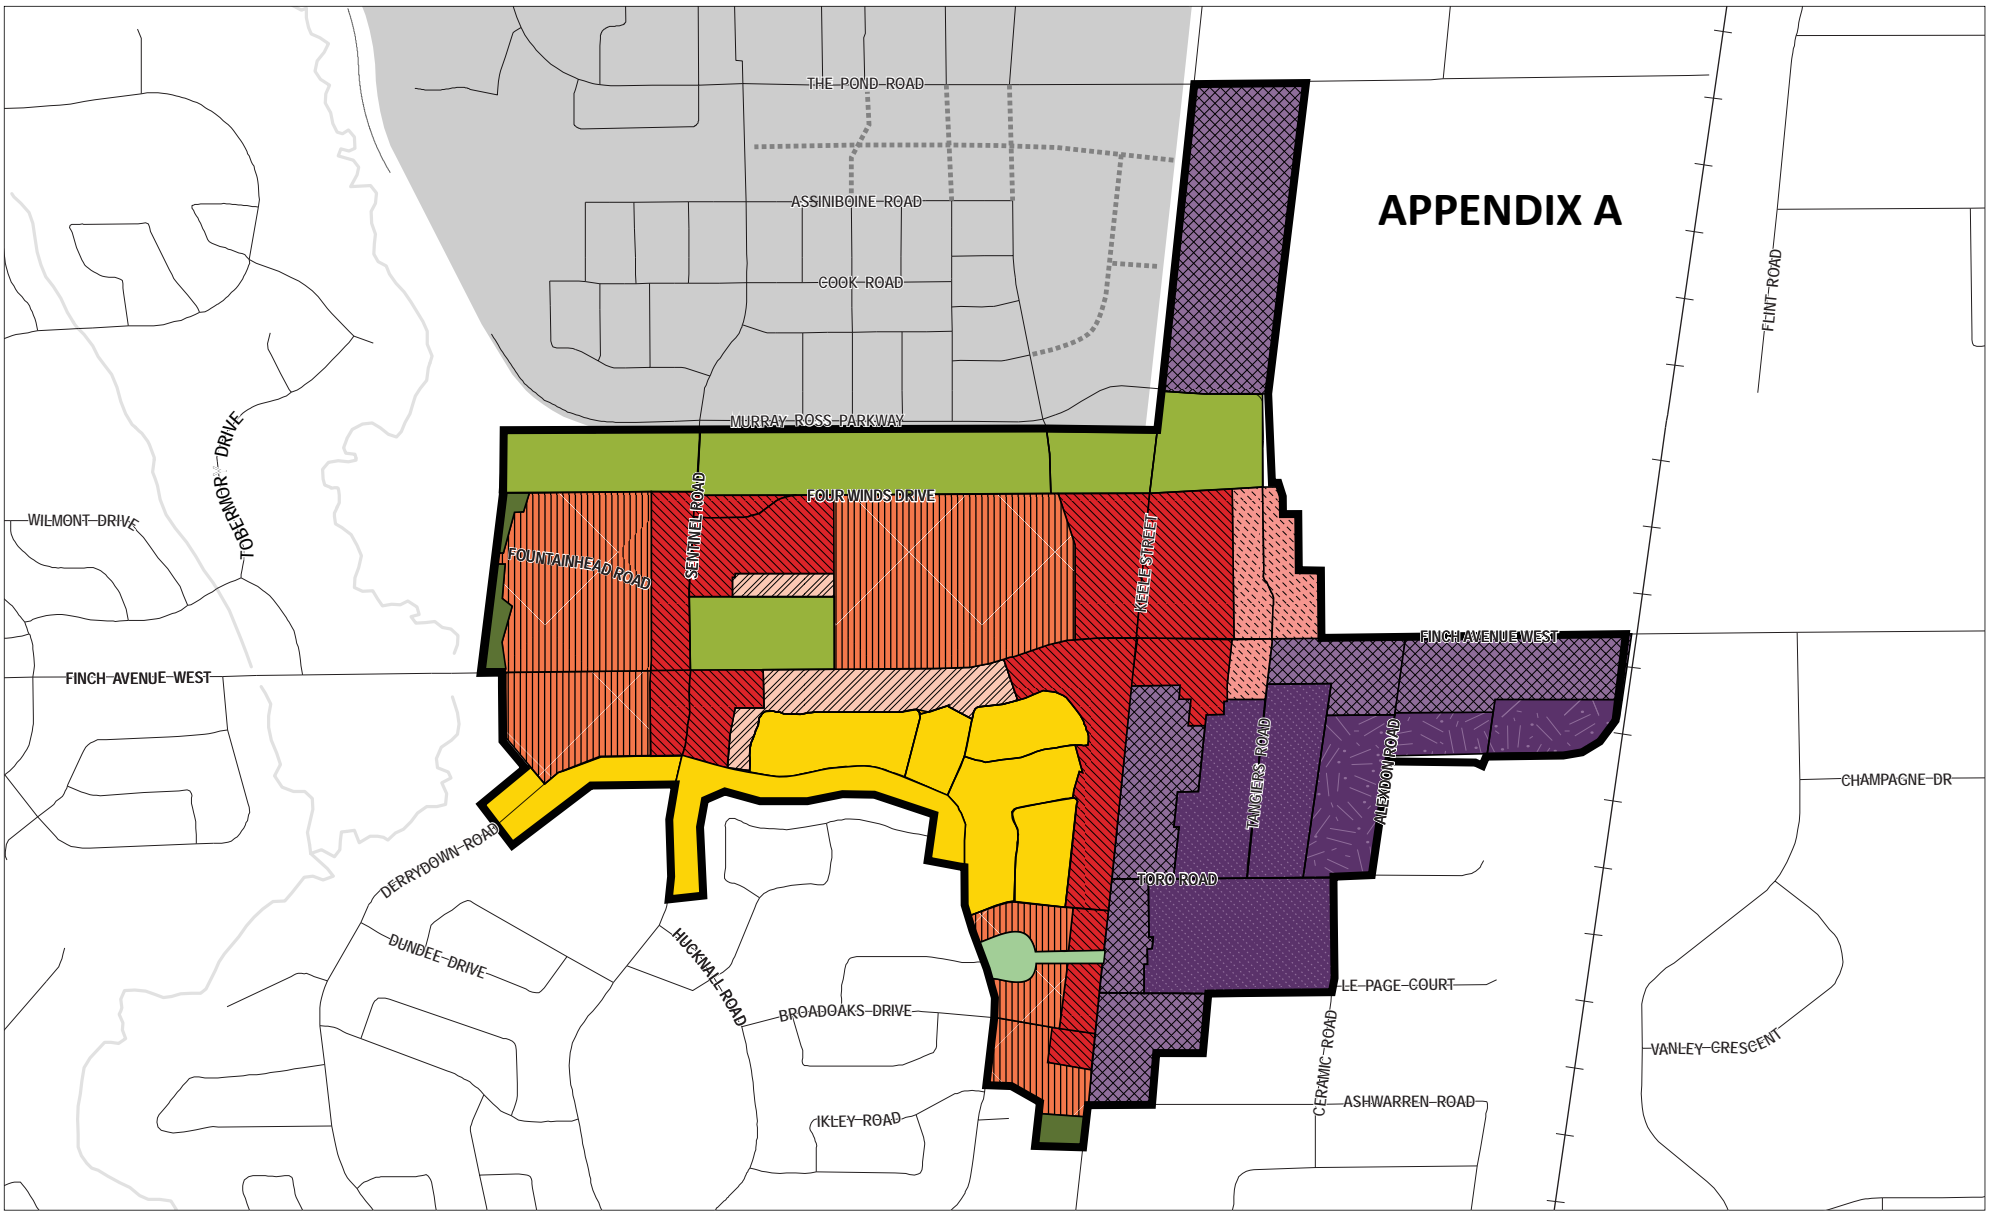 THE POND ROAD
ASSINIBOINE ROAD
APPENDIX A
COOK ROAD
FLINT ROAD
MURRAY ROSS PARKWAY
TOBERMORY DRIVE
FOUR WINDS DRIVE
SENTINEL ROAD
WILMONT DRIVE
KEELE STREET
FOUNTAINHEAD ROAD
FINCH AVENUE WEST
FINCH AVENUE WEST
TANGIERS ROAD
ALEXDON ROAD
CHAMPAGNE DR
DERRYDOWN ROAD
TORO ROAD
DUNDEE DRIVE
HUCKNALL ROAD
LE PAGE COURT
BROADOAKS DRIVE
CERAMIC ROAD
VANLEY CRESCENT
ASHWARREN ROAD
IKLEY ROAD